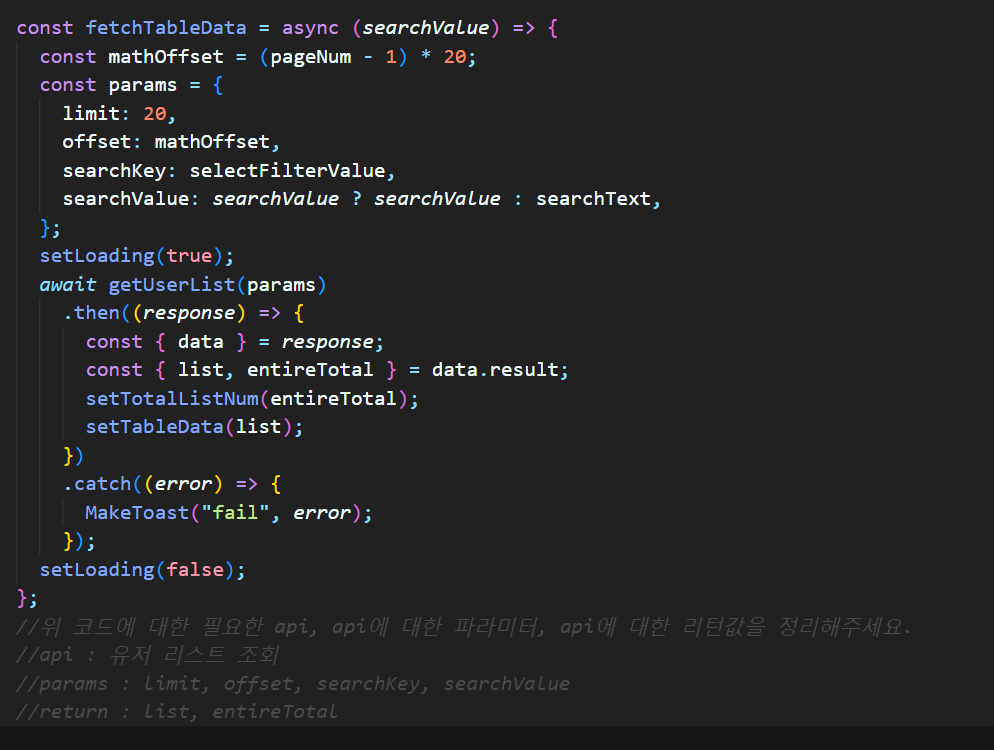 const fetchTableData = async (searchValue) => {
  const mathOffset = (pageNum - 1) * 20;
  const params = {
    limit: 20,
    offset: mathOffset,
    searchKey: selectFilterValue,
    searchValue: searchValue ? searchValue : searchText,
  };
  setLoading(true);
  await getUserList(params)
    .then((response) => {
      const { data } = response;
      const { list, entireTotal } = data.result;
      setTotalListNum(entireTotal);
      setTableData(list);
    })
    .catch((error) => {
      MakeToast("fail", error);
    });
  setLoading(false);
};
//위 코드에 대한 필요한 api, api에 대한 파라미터, api에 대한 리턴값을 정리해주세요.
//api : 유저 리스트 조회
//params : limit, offset, searchKey, searchValue
//return : list, entireTotal